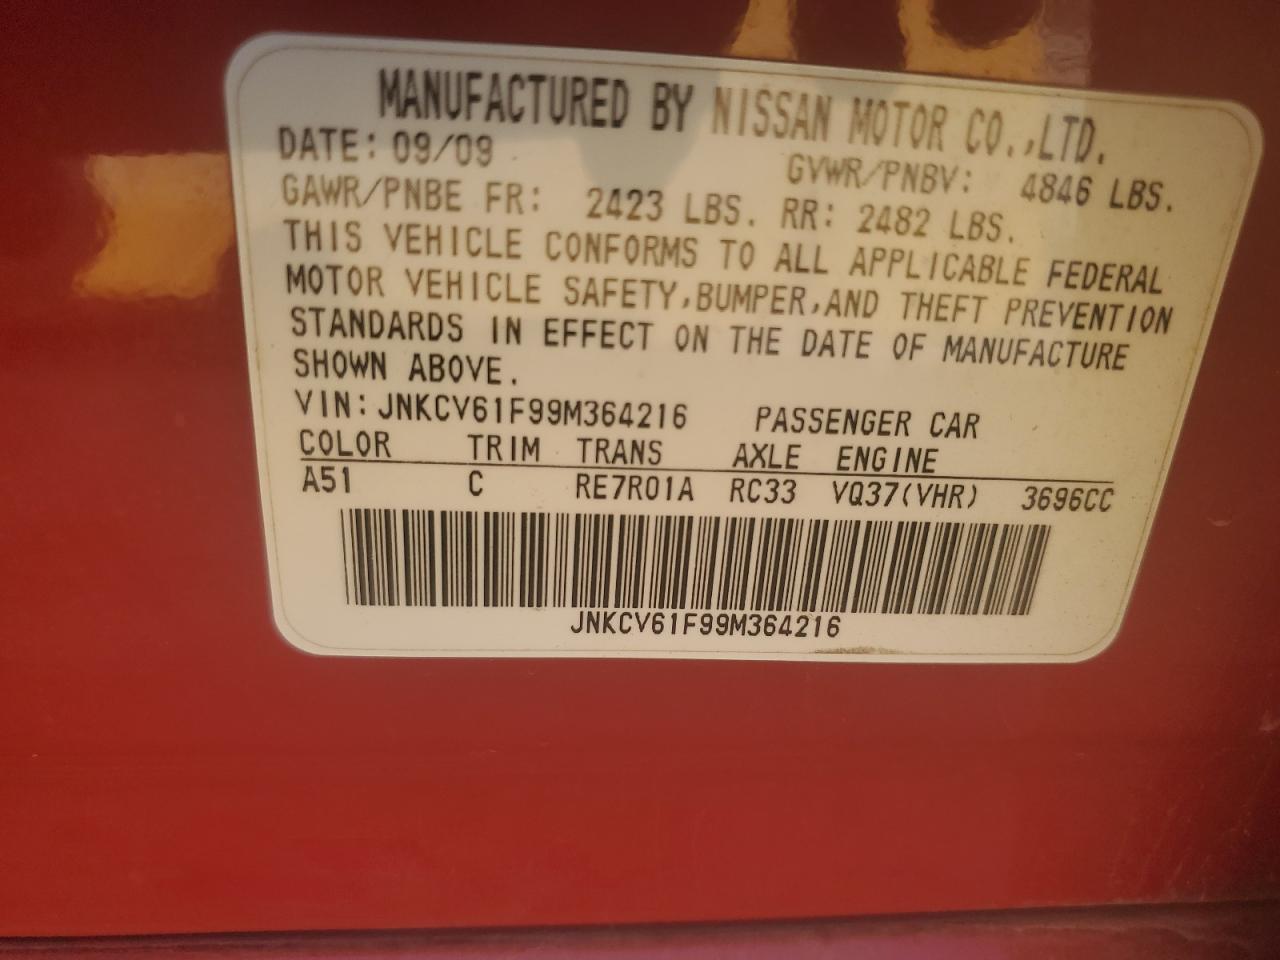 MANUFACTURED BY NISSAN MOTOR CO.,LTD.
DATE: 09/09 GVWR/PNBV: 4846 LBS.
GAWR/PNBE FR: 2423 LBS. RR: 2482 LBS.
THIS VEHICLE CONFORMS TO ALL APPLICABLE FEDERAL
MOTOR VEHICLE SAFETY,BUMPER,AND THEFT PREVENTION
STANDARDS IN EFFECT ON THE DATE OF MANUFACTURE
SHOWN ABOVE.
VIN: JNKCV61F99M364216 PASSENGER CAR
COLOR TRIM TRANS AXLE ENGINE
A51 C RE7R01A RC33 VQ37(VHR) 3696CC
JNKCV61F99M364216